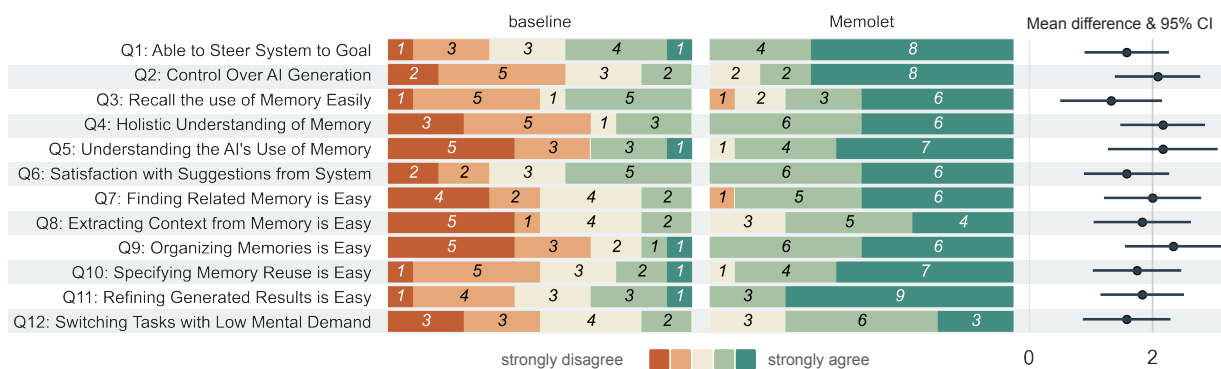 baseline Memolet Mean difference & 95% CI
Q1: Able to Steer System to Goal 1 3 3 4 1 4 8
Q2: Control Over AI Generation 2 5 3 2 2 2 8
Q3: Recall the use of Memory Easily 1 5 1 5 1 2 3 6
Q4: Holistic Understanding of Memory 3 5 1 3 6 6
Q5: Understanding the AI's Use of Memory 5 3 3 1 1 4 7
Q6: Satisfaction with Suggestions from System 2 2 3 5 6 6
Q7: Finding Related Memory is Easy 4 2 4 2 1 5 6
Q8: Extracting Context from Memory is Easy 5 1 4 2 3 5 4
Q9: Organizing Memories is Easy 5 3 2 1 1 6 6
Q10: Specifying Memory Reuse is Easy 1 5 3 2 1 1 4 7
Q11: Refining Generated Results is Easy 1 4 3 3 1 3 9
Q12: Switching Tasks with Low Mental Demand 3 3 4 2 3 6 3
strongly disagree strongly agree 0 2